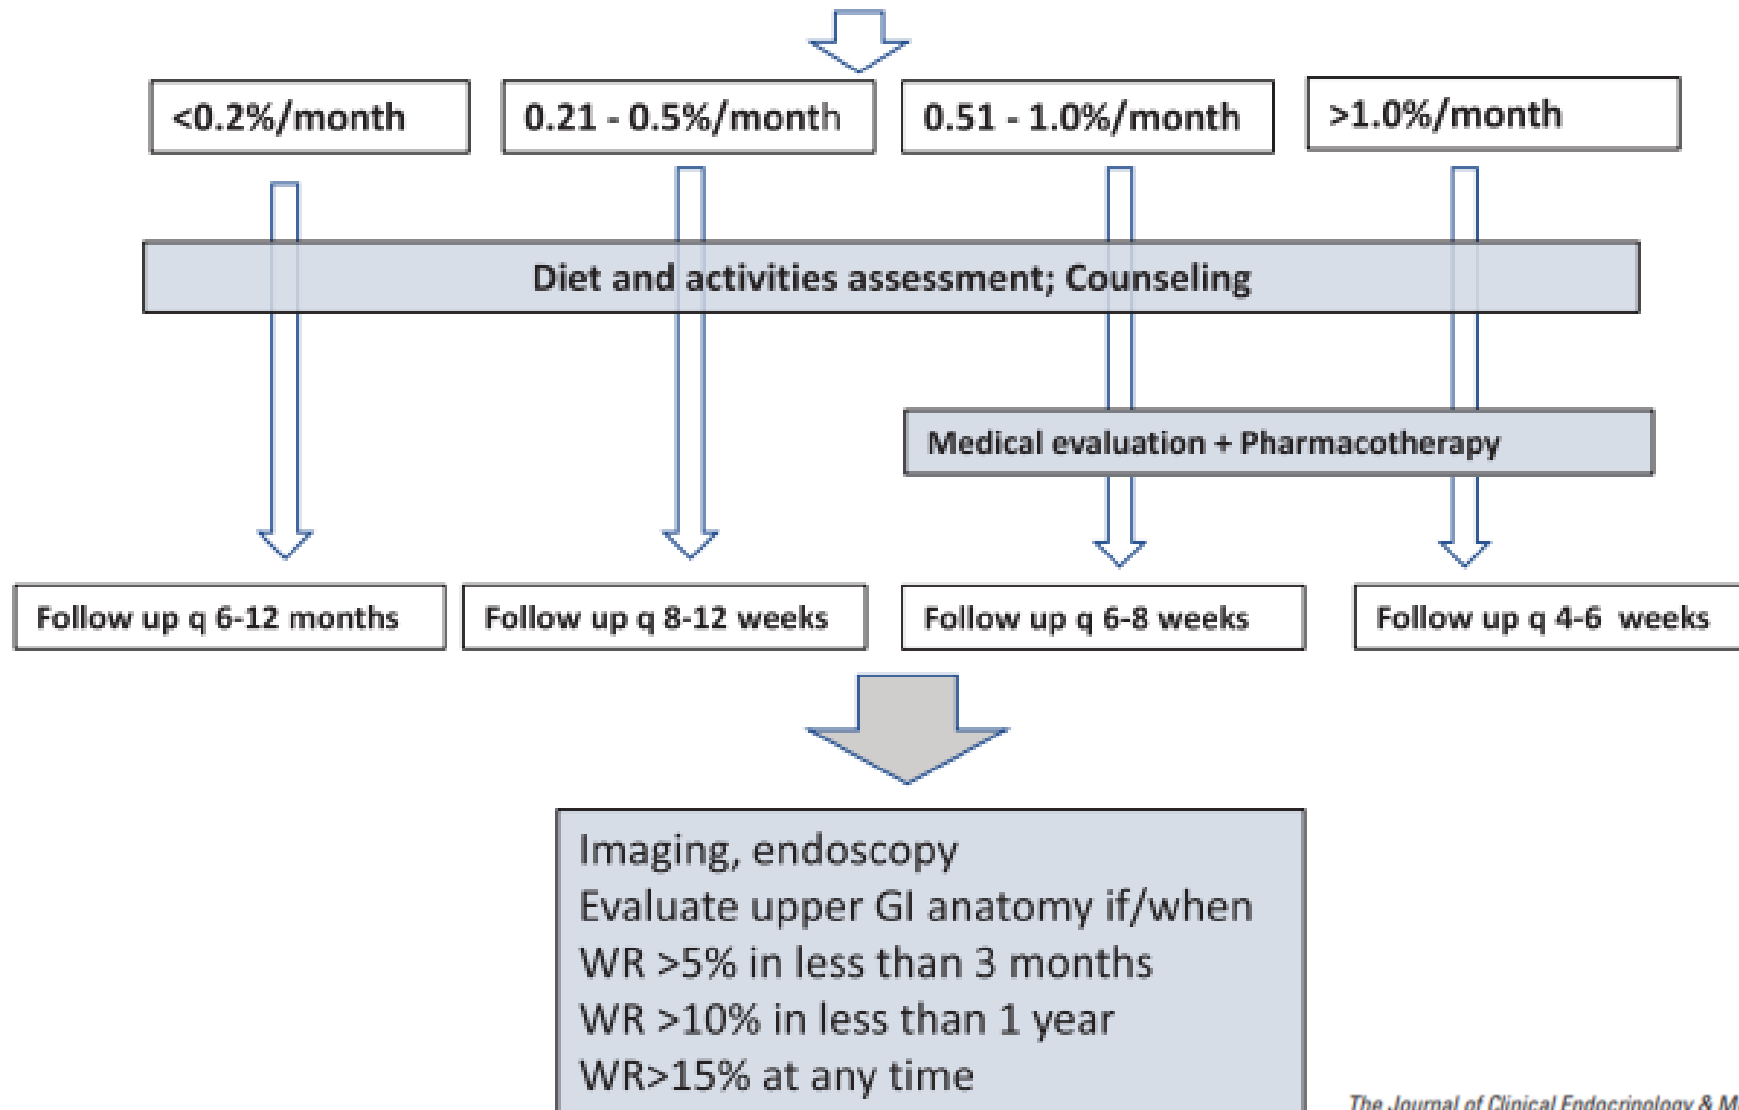 <0.2%/month
0.21 - 0.5%/month
0.51 - 1.0%/month
>1.0%/month
Diet and activities assessment; Counseling
Medical evaluation + Pharmacotherapy
Follow up q 6-12 months
Follow up q 8-12 weeks
Follow up q 6-8 weeks
Follow up q 4-6 weeks
Imaging, endoscopy
Evaluate upper GI anatomy if/when
WR >5% in less than 3 months
WR >10% in less than 1 year
WR>15% at any time
The Journal of Clinical Endocrinology &